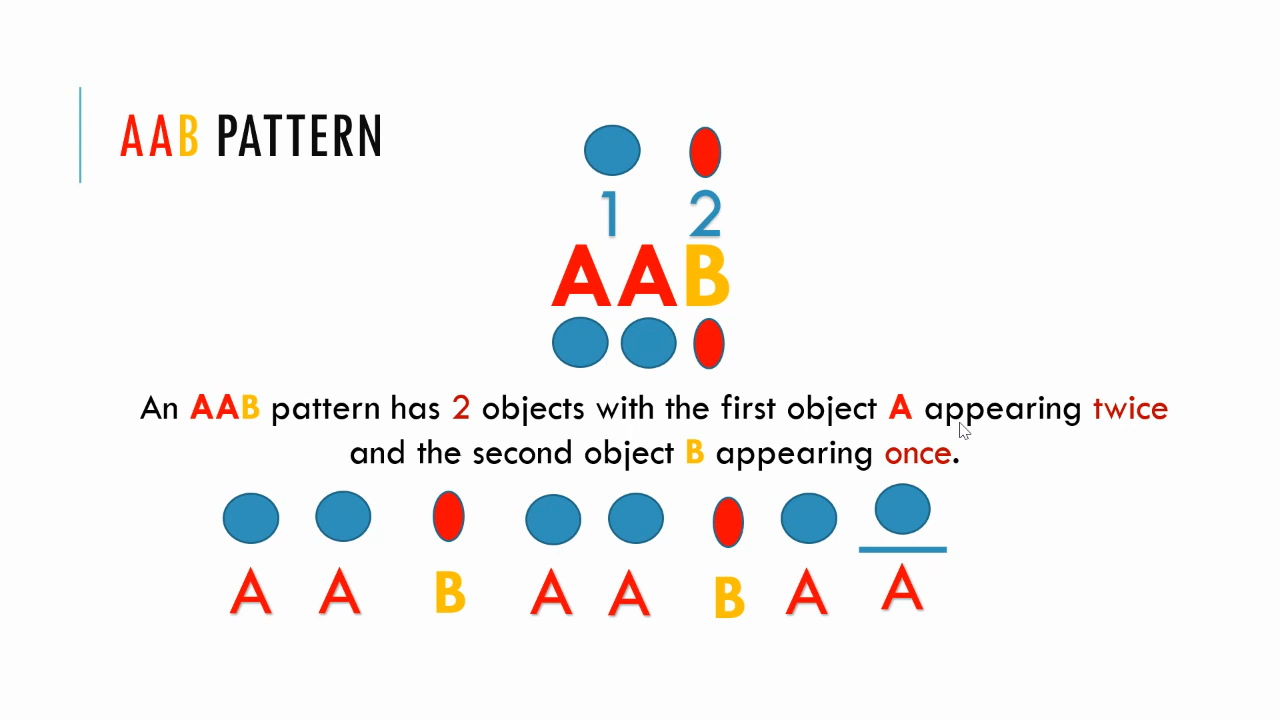 AAB PATTERN
1 2
AAB
An AAB pattern has 2 objects with the first object A appearing twice
and the second object B appearing once.
A A B A A B A A